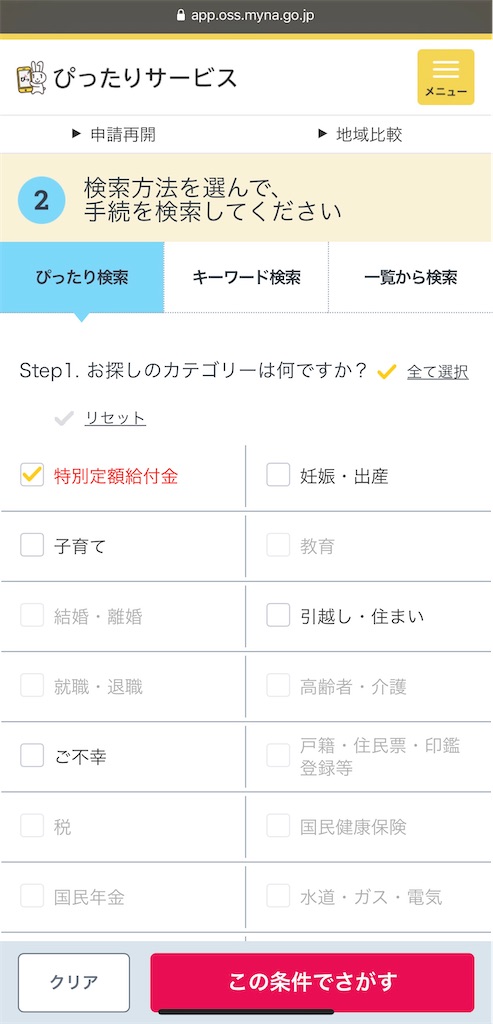 app.oss.myna.go.jp
ぴったりサービス
メニュー
▶ 申請再開
▶ 地域比較
2
検索方法を選んで、
手続を検索してください
ぴったり検索
キーワード検索
一覧から検索
Step1. お探しのカテゴリーは何ですか？
全て選択
リセット
特別定額給付金
妊娠・出産
子育て
教育
結婚・離婚
引越し・住まい
就職・退職
高齢者・介護
ご不幸
戸籍・住民票・印鑑
登録等
税
国民健康保険
国民年金
水道・ガス・電気
クリア
この条件でさがす